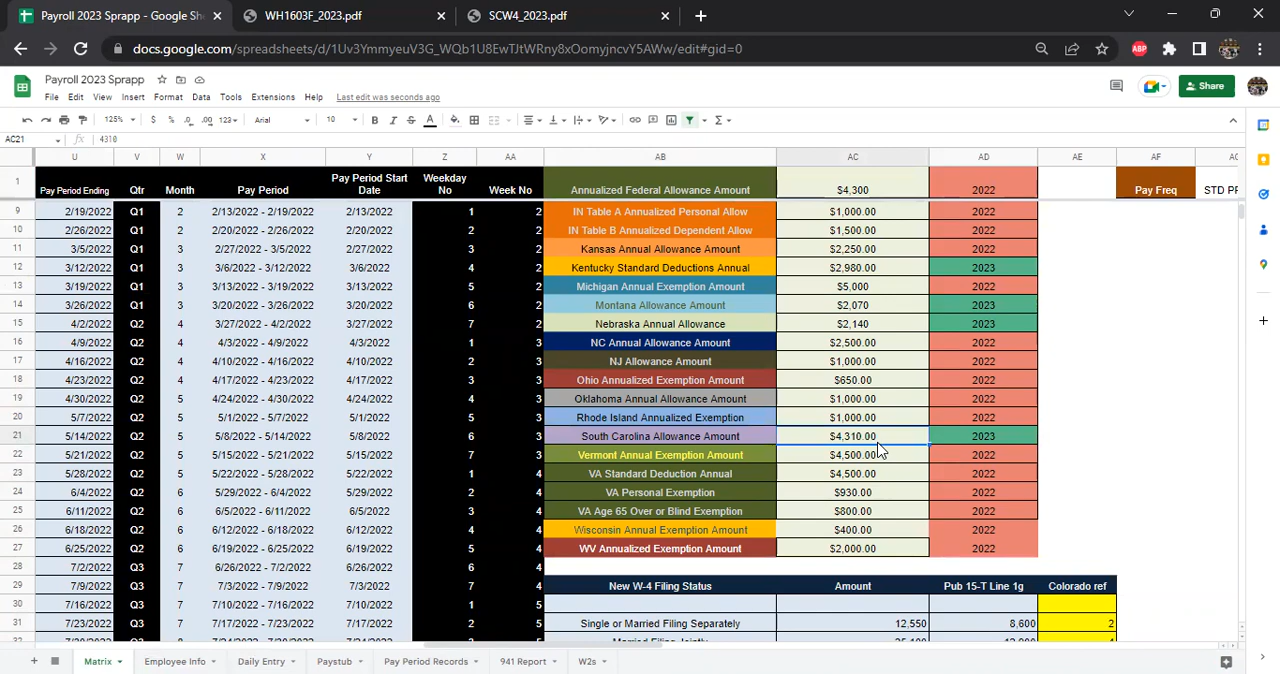 Payroll 2023 Sprapp - Google She
WH1603F_2023.pdf
SCW4_2023.pdf
docs.google.com/spreadsheets/d/1Uv3YmmyeuV3G_WQb1U8EwTJtWRny8xOomyjncvY5AWw/edit#gid=0
Payroll 2023 Sprapp
File Edit View Insert Format Data Tools Extensions Help Last edit was seconds ago
Share
125% $ % .0 .00 123 Arial 10 B I S A
AC21 4310
U V W X Y Z AA AB AC AD AE AF AG
1 Pay Period Ending Qtr Month Pay Period Pay Period Start Date Weekday No Week No Annualized Federal Allowance Amount $4,300 2022 Pay Freq STD PR
9 2/19/2022 Q1 2 2/13/2022 - 2/19/2022 2/13/2022 1 2 IN Table A Annualized Personal Allow $1,000.00 2022
10 2/26/2022 Q1 2 2/20/2022 - 2/26/2022 2/20/2022 2 2 IN Table B Annualized Dependent Allow $1,500.00 2022
11 3/5/2022 Q1 3 2/27/2022 - 3/5/2022 2/27/2022 3 2 Kansas Annual Allowance Amount $2,250.00 2022
12 3/12/2022 Q1 3 3/6/2022 - 3/12/2022 3/6/2022 4 2 Kentucky Standard Deductions Annual $2,980.00 2023
13 3/19/2022 Q1 3 3/13/2022 - 3/19/2022 3/13/2022 5 2 Michigan Annual Exemption Amount $5,000 2022
14 3/26/2022 Q1 3 3/20/2022 - 3/26/2022 3/20/2022 6 2 Montana Allowance Amount $2,070 2023
15 4/2/2022 Q2 4 3/27/2022 - 4/2/2022 3/27/2022 7 2 Nebraska Annual Allowance $2,140 2023
16 4/9/2022 Q2 4 4/3/2022 - 4/9/2022 4/3/2022 1 3 NC Annual Allowance Amount $2,500.00 2022
17 4/16/2022 Q2 4 4/10/2022 - 4/16/2022 4/10/2022 2 3 NJ Allowance Amount $1,000.00 2022
18 4/23/2022 Q2 4 4/17/2022 - 4/23/2022 4/17/2022 3 3 Ohio Annualized Exemption Amount $650.00 2022
19 4/30/2022 Q2 4 4/24/2022 - 4/30/2022 4/24/2022 4 3 Oklahoma Annual Allowance Amount $1,000.00 2022
20 5/7/2022 Q2 5 5/1/2022 - 5/7/2022 5/1/2022 5 3 Rhode Island Annualized Exemption $1,000.00 2022
21 5/14/2022 Q2 5 5/8/2022 - 5/14/2022 5/8/2022 6 3 South Carolina Allowance Amount $4,310.00 2023
22 5/21/2022 Q2 5 5/15/2022 - 5/21/2022 5/15/2022 7 3 Vermont Annual Exemption Amount $4,500.00 2022
23 5/28/2022 Q2 5 5/22/2022 - 5/28/2022 5/22/2022 1 4 VA Standard Deduction Annual $4,500.00 2022
24 6/4/2022 Q2 6 5/29/2022 - 6/4/2022 5/29/2022 2 4 VA Personal Exemption $930.00 2022
25 6/11/2022 Q2 6 6/5/2022 - 6/11/2022 6/5/2022 3 4 VA Age 65 Over or Blind Exemption $800.00 2022
26 6/18/2022 Q2 6 6/12/2022 - 6/18/2022 6/12/2022 4 4 Wisconsin Annual Exemption Amount $400.00 2022
27 6/25/2022 Q2 6 6/19/2022 - 6/25/2022 6/19/2022 5 4 WV Annualized Exemption Amount $2,000.00 2022
28 7/2/2022 Q3 7 6/26/2022 - 7/2/2022 6/26/2022 6 4
29 7/9/2022 Q3 7 7/3/2022 - 7/9/2022 7/3/2022 7 4 New W-4 Filing Status Amount Pub 15-T Line 1g Colorado ref
30 7/16/2022 Q3 7 7/10/2022 - 7/16/2022 7/10/2022 1 5
31 7/23/2022 Q3 7 7/17/2022 - 7/23/2022 7/17/2022 2 5 Single or Married Filing Separately 12,550 8,600 2
Matrix Employee Info Daily Entry Paystub Pay Period Records 941 Report W2s